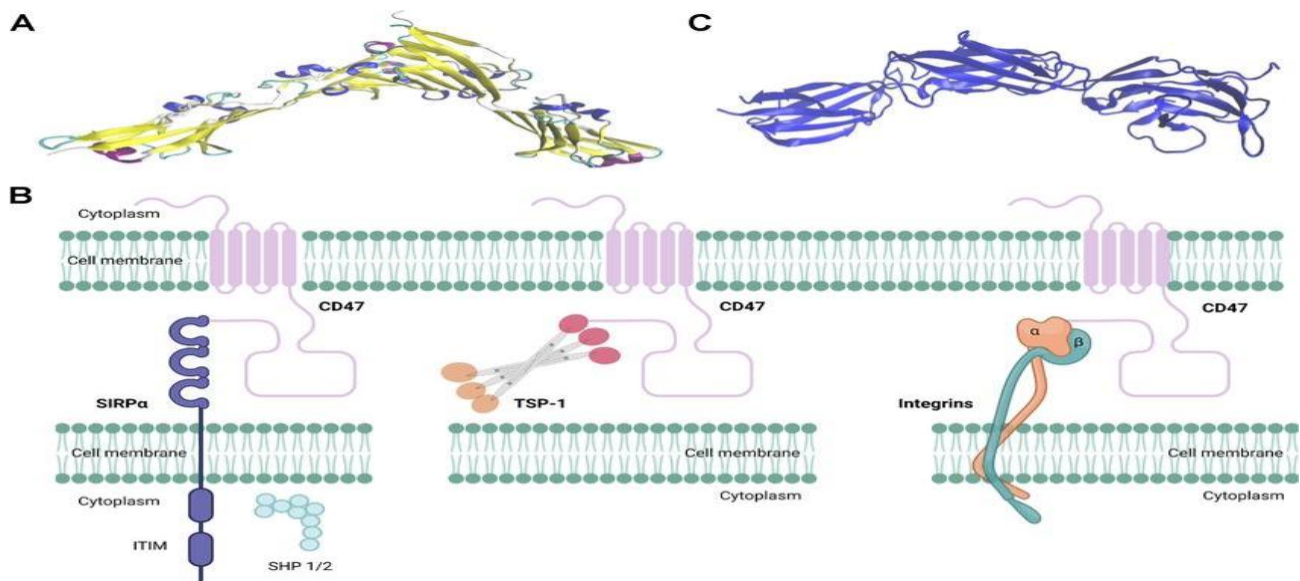 A
C
B
Cytoplasm
Cell membrane
CD47
CD47
CD47
α
β
SIRPα
TSP-1
Integrins
Cell membrane
Cell membrane
Cell membrane
Cytoplasm
Cytoplasm
Cytoplasm
ITIM
SHP 1/2